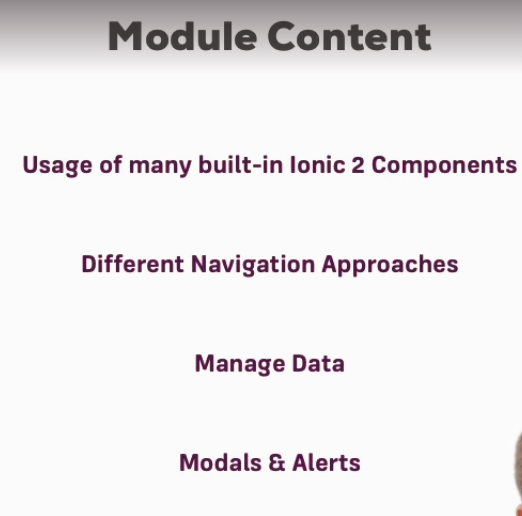 Module Content
Usage of many built-in Ionic 2 Components
Different Navigation Approaches
Manage Data
Modals & Alerts